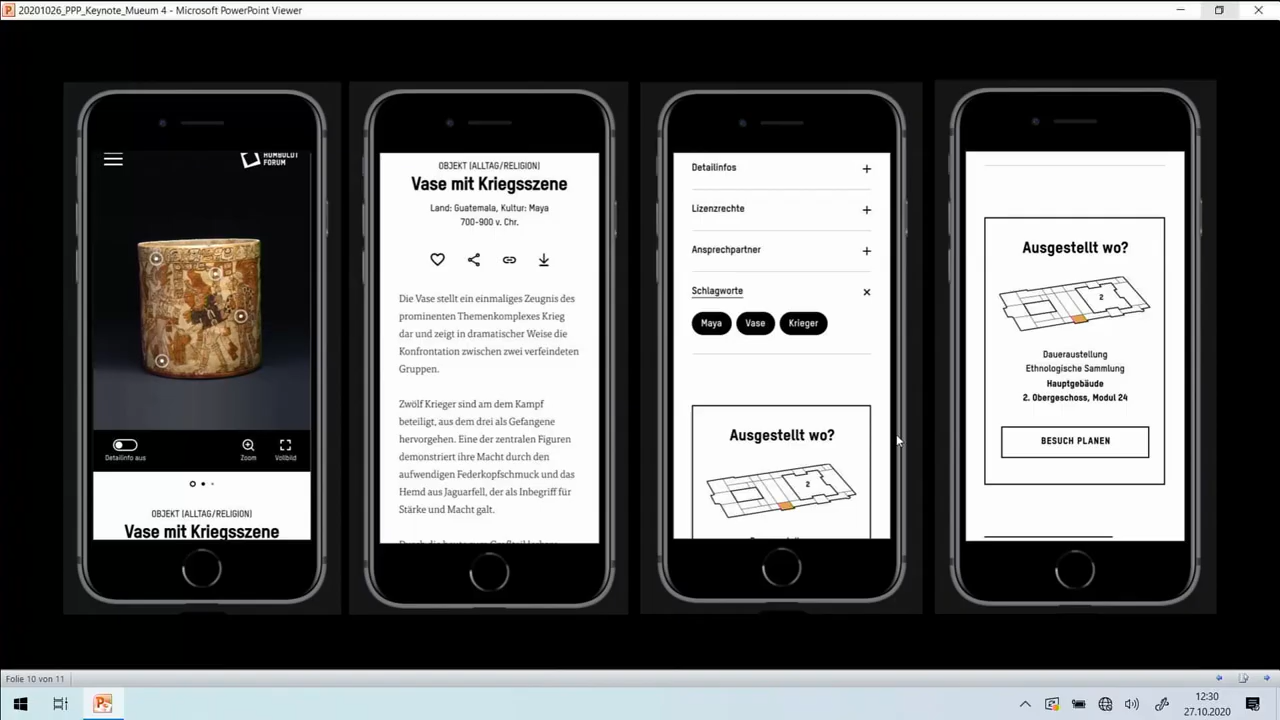 20201026_PPP_Keynote_Mueum 4 - Microsoft PowerPoint Viewer
HUMBOLDT
FORUM
Detailinfo aus
Zoom
Vollbild
OBJEKT (ALLTAG/RELIGION)
Vase mit Kriegsszene
OBJEKT (ALLTAG/RELIGION)
Vase mit Kriegsszene
Land: Guatemala, Kultur: Maya
700-900 v. Chr.
Die Vase stellt ein einmaliges Zeugnis des
prominenten Themenkomplexes Krieg
dar und zeigt in dramatischer Weise die
Konfrontation zwischen zwei verfeindeten
Gruppen.
Zwölf Krieger sind am dem Kampf
beteiligt, aus dem drei als Gefangene
hervorgehen. Eine der zentralen Figuren
demonstriert ihre Macht durch den
aufwendigen Federkopfschmuck und das
Hemd aus Jaguarfell, der als Inbegriff für
Stärke und Macht galt.
Detailinfos
Lizenzrechte
Ansprechpartner
Schlagworte
Maya
Vase
Krieger
Ausgestellt wo?
2
Ausgestellt wo?
2
Daueraustellung
Ethnologische Sammlung
Hauptgebäude
2. Obergeschoss, Modul 24
BESUCH PLANEN
Folie 10 von 11
12:30
27.10.2020